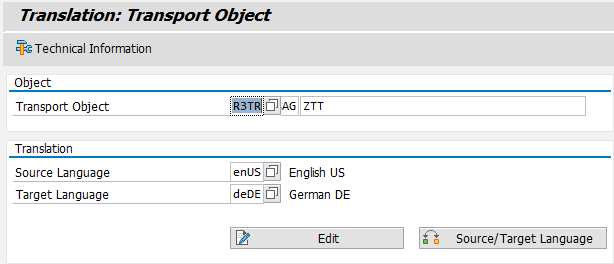 Translation: Transport Object
Technical Information
Object
Transport Object R3TR AG ZTT
Translation
Source Language enUS English US
Target Language deDE German DE
Edit Source/Target Language